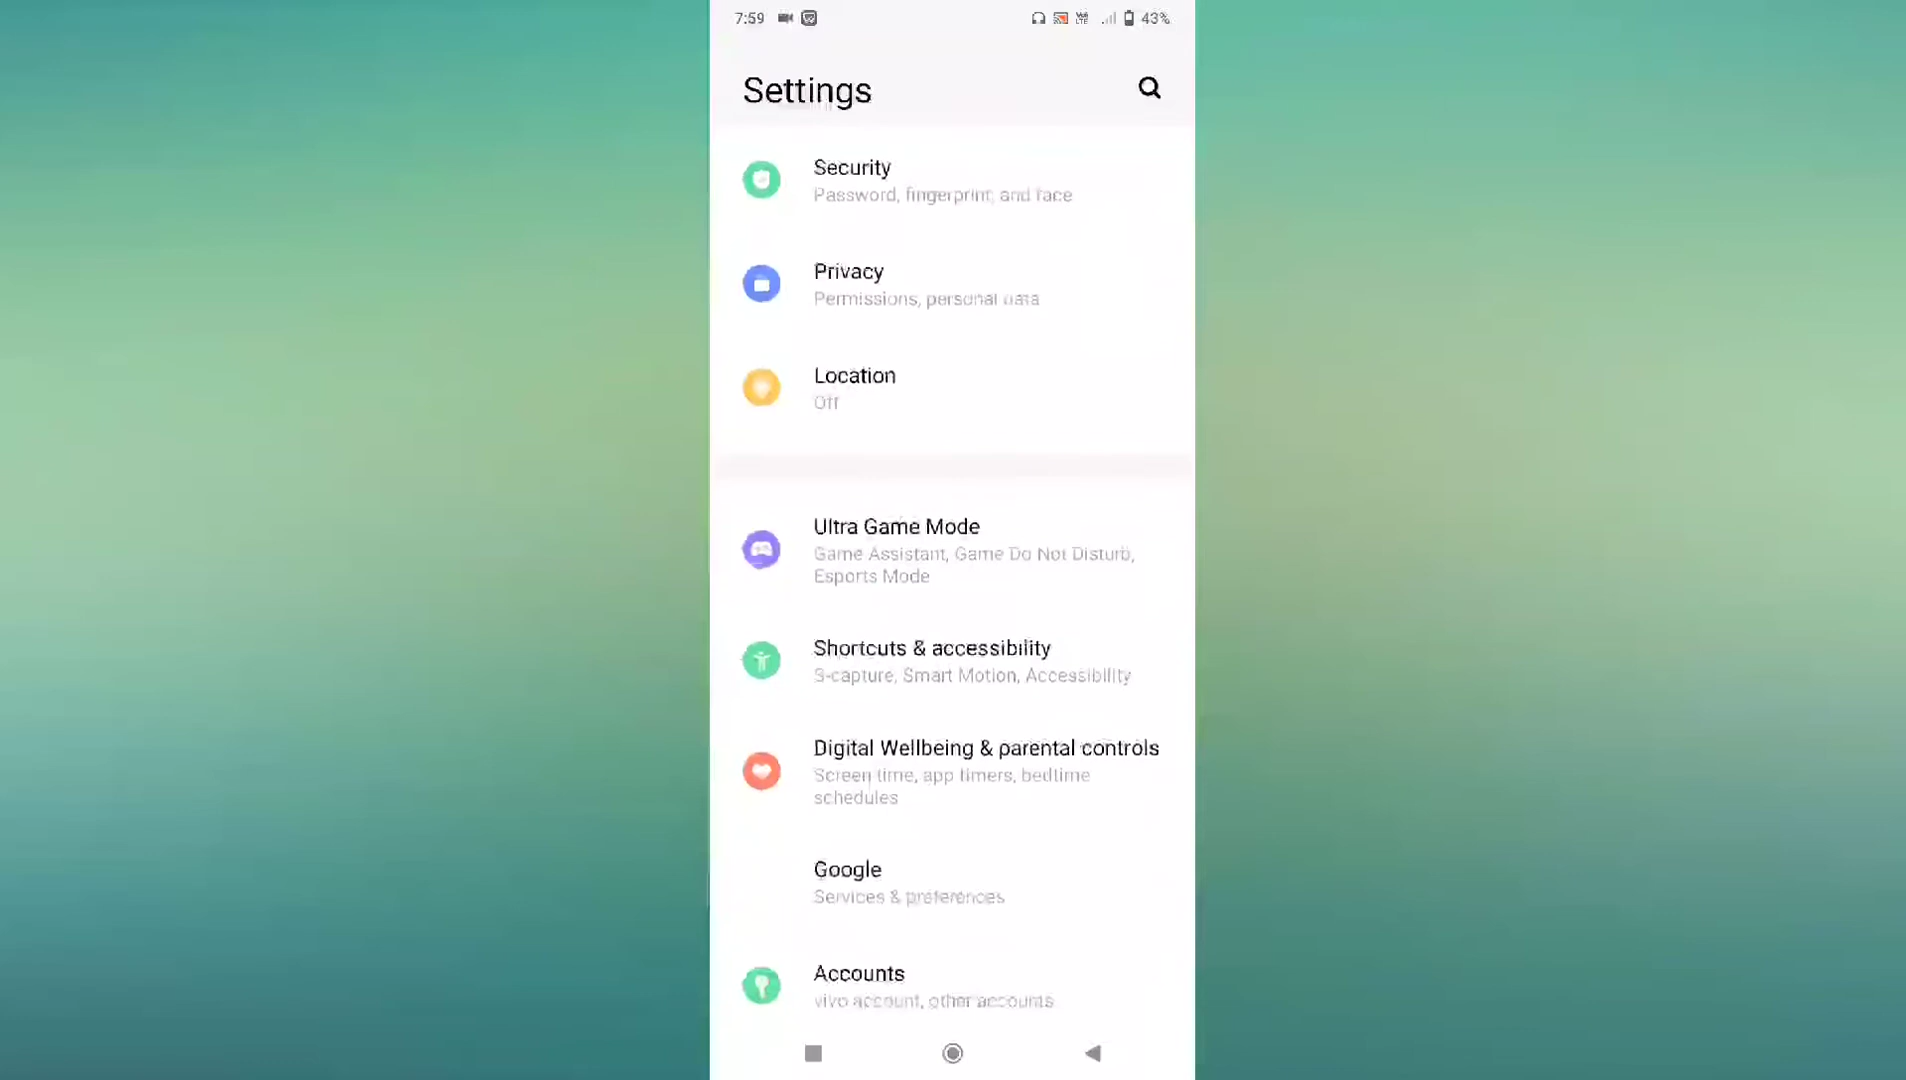 7:59
43%
Settings
Security
Password, fingerprint, and face
Privacy
Permissions, personal data
Location
Off
Ultra Game Mode
Game Assistant, Game Do Not Disturb,
Esports Mode
Shortcuts & accessibility
S-capture, Smart Motion, Accessibility
Digital Wellbeing & parental controls
Screen time, app timers, bedtime
schedules
Google
Services & preferences
Accounts
vivo account, other accounts